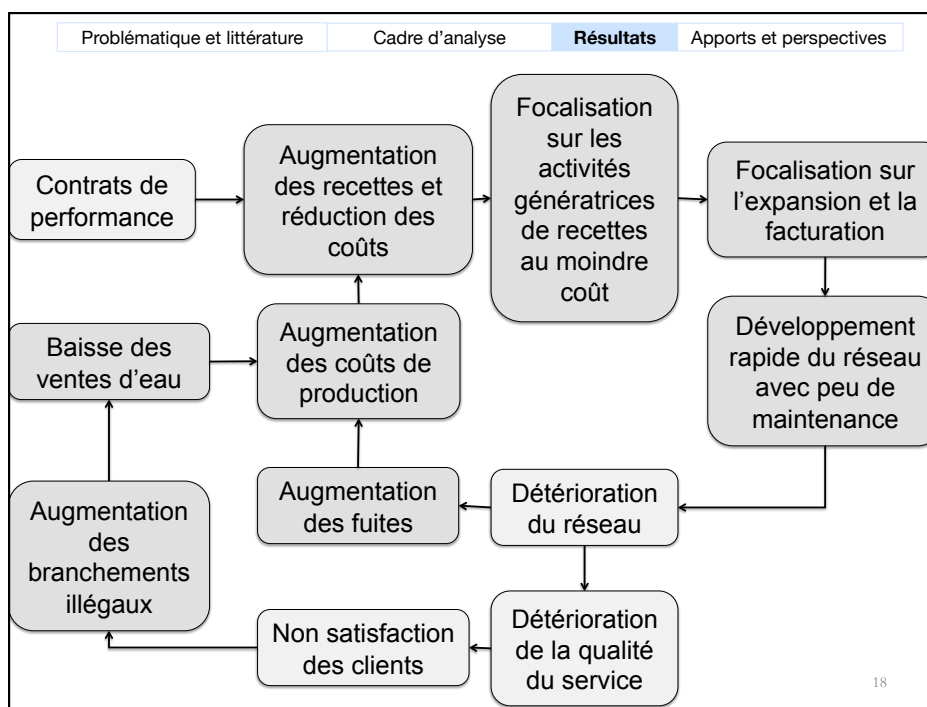 Problématique et littérature
Cadre d'analyse
Résultats
Apports et perspectives
Contrats de
performance
Augmentation
des recettes et
réduction des
coûts
Focalisation
sur les
activités
génératrices
de recettes
au moindre
coût
Focalisation sur
l'expansion et la
facturation
Baisse des
ventes d'eau
Augmentation
des coûts de
production
Développement
rapide du réseau
avec peu de
maintenance
Augmentation
des
branchements
illégaux
Augmentation
des fuites
Détérioration
du réseau
Non satisfaction
des clients
Détérioration
de la qualité
du service
18